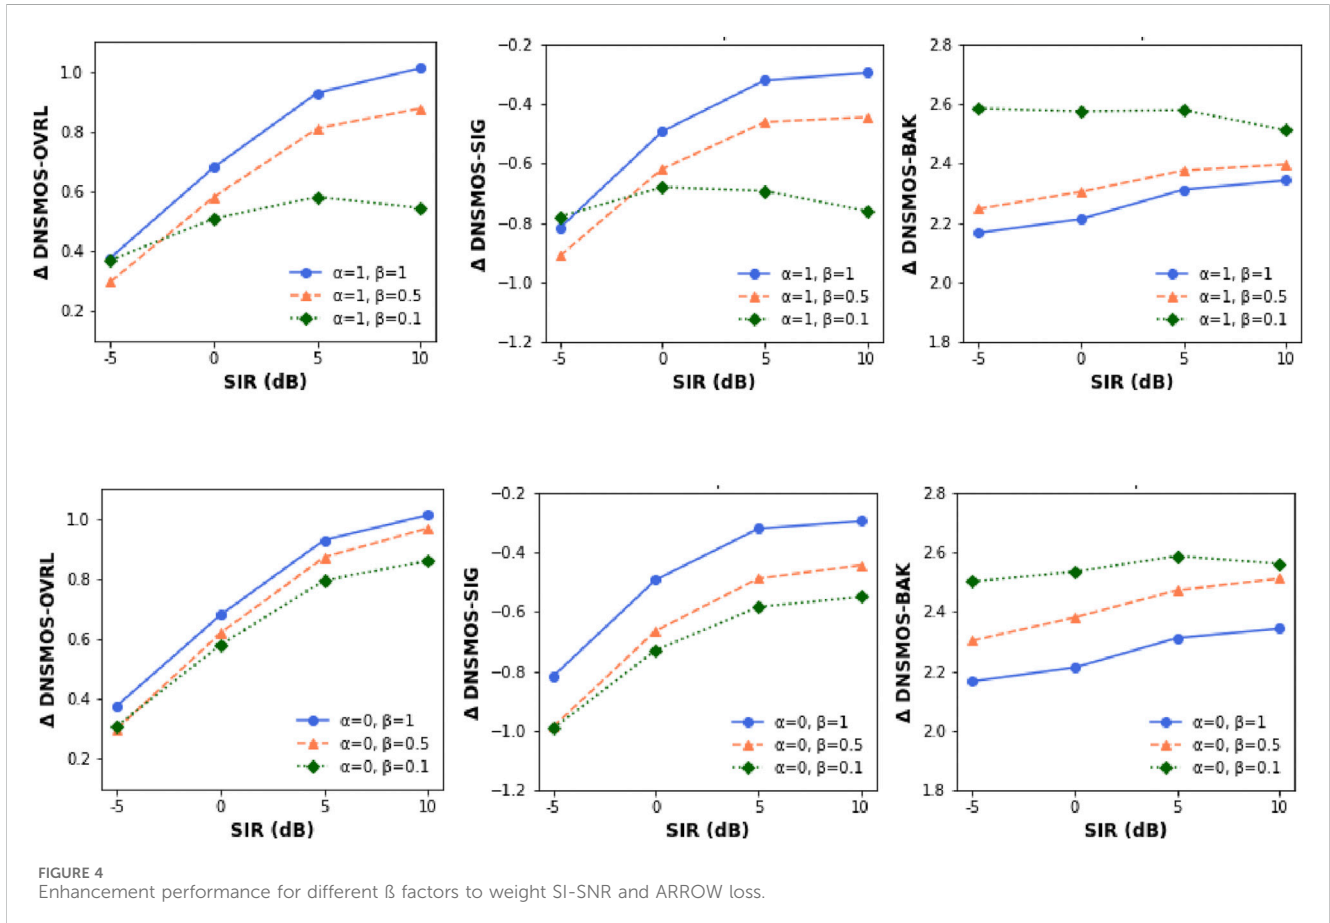 Δ DNSMOS-OVRL
1.0
0.8
0.6
0.4
0.2
-5
0
5
10
SIR (dB)
α=1, β=1
α=1, β=0.5
α=1, β=0.1
Δ DNSMOS-SIG
−0.2
−0.4
−0.6
−0.8
−1.0
−1.2
-5
0
5
10
SIR (dB)
α=1, β=1
α=1, β=0.5
α=1, β=0.1
Δ DNSMOS-BAK
2.8
2.6
2.4
2.2
2.0
1.8
-5
0
5
10
SIR (dB)
α=1, β=1
α=1, β=0.5
α=1, β=0.1
Δ DNSMOS-OVRL
1.0
0.8
0.6
0.4
0.2
-5
0
5
10
SIR (dB)
α=0, β=1
α=0, β=0.5
α=0, β=0.1
Δ DNSMOS-SIG
−0.2
−0.4
−0.6
−0.8
−1.0
−1.2
-5
0
5
10
SIR (dB)
α=0, β=1
α=0, β=0.5
α=0, β=0.1
Δ DNSMOS-BAK
2.8
2.6
2.4
2.2
2.0
1.8
-5
0
5
10
SIR (dB)
α=0, β=1
α=0, β=0.5
α=0, β=0.1
FIGURE 4
Enhancement performance for different ß factors to weight SI-SNR and ARROW loss.